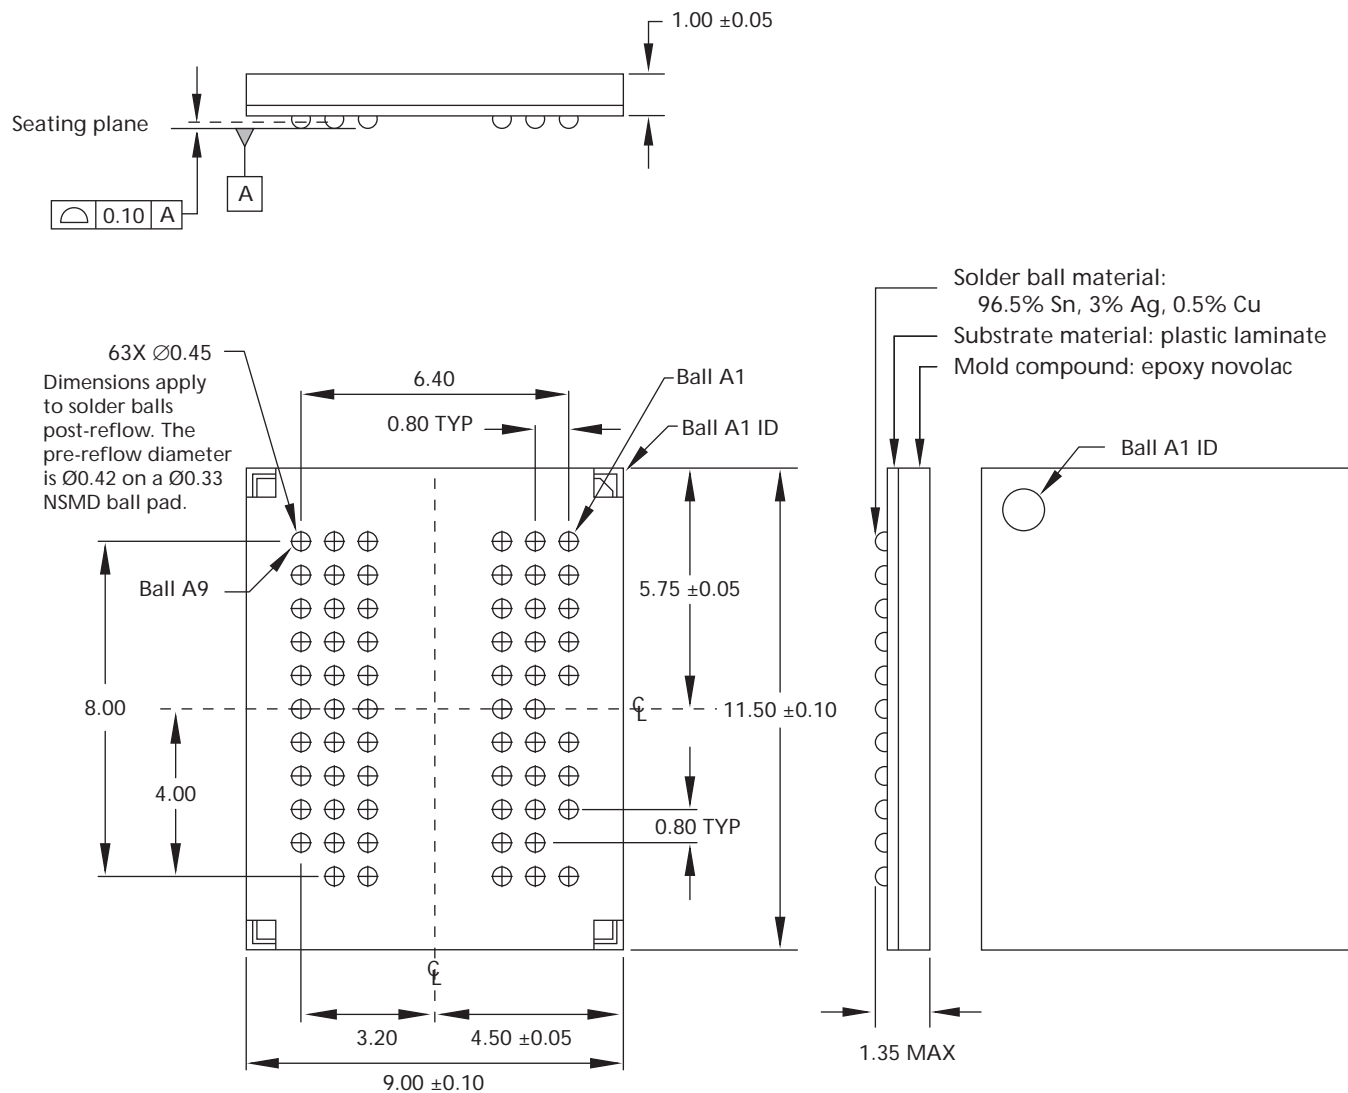 1.00 ±0.05
Seating plane
A
0.10 A
Solder ball material:
96.5% Sn, 3% Ag, 0.5% Cu
Substrate material: plastic laminate
Mold compound: epoxy novolac
63X Ø0.45
Dimensions apply
to solder balls
post-reflow. The
pre-reflow diameter
is Ø0.42 on a Ø0.33
NSMD ball pad.
6.40
Ball A1
0.80 TYP
Ball A1 ID
Ball A1 ID
Ball A9
5.75 ±0.05
8.00
CL
11.50 ±0.10
4.00
0.80 TYP
CL
3.20
4.50 ±0.05
1.35 MAX
9.00 ±0.10